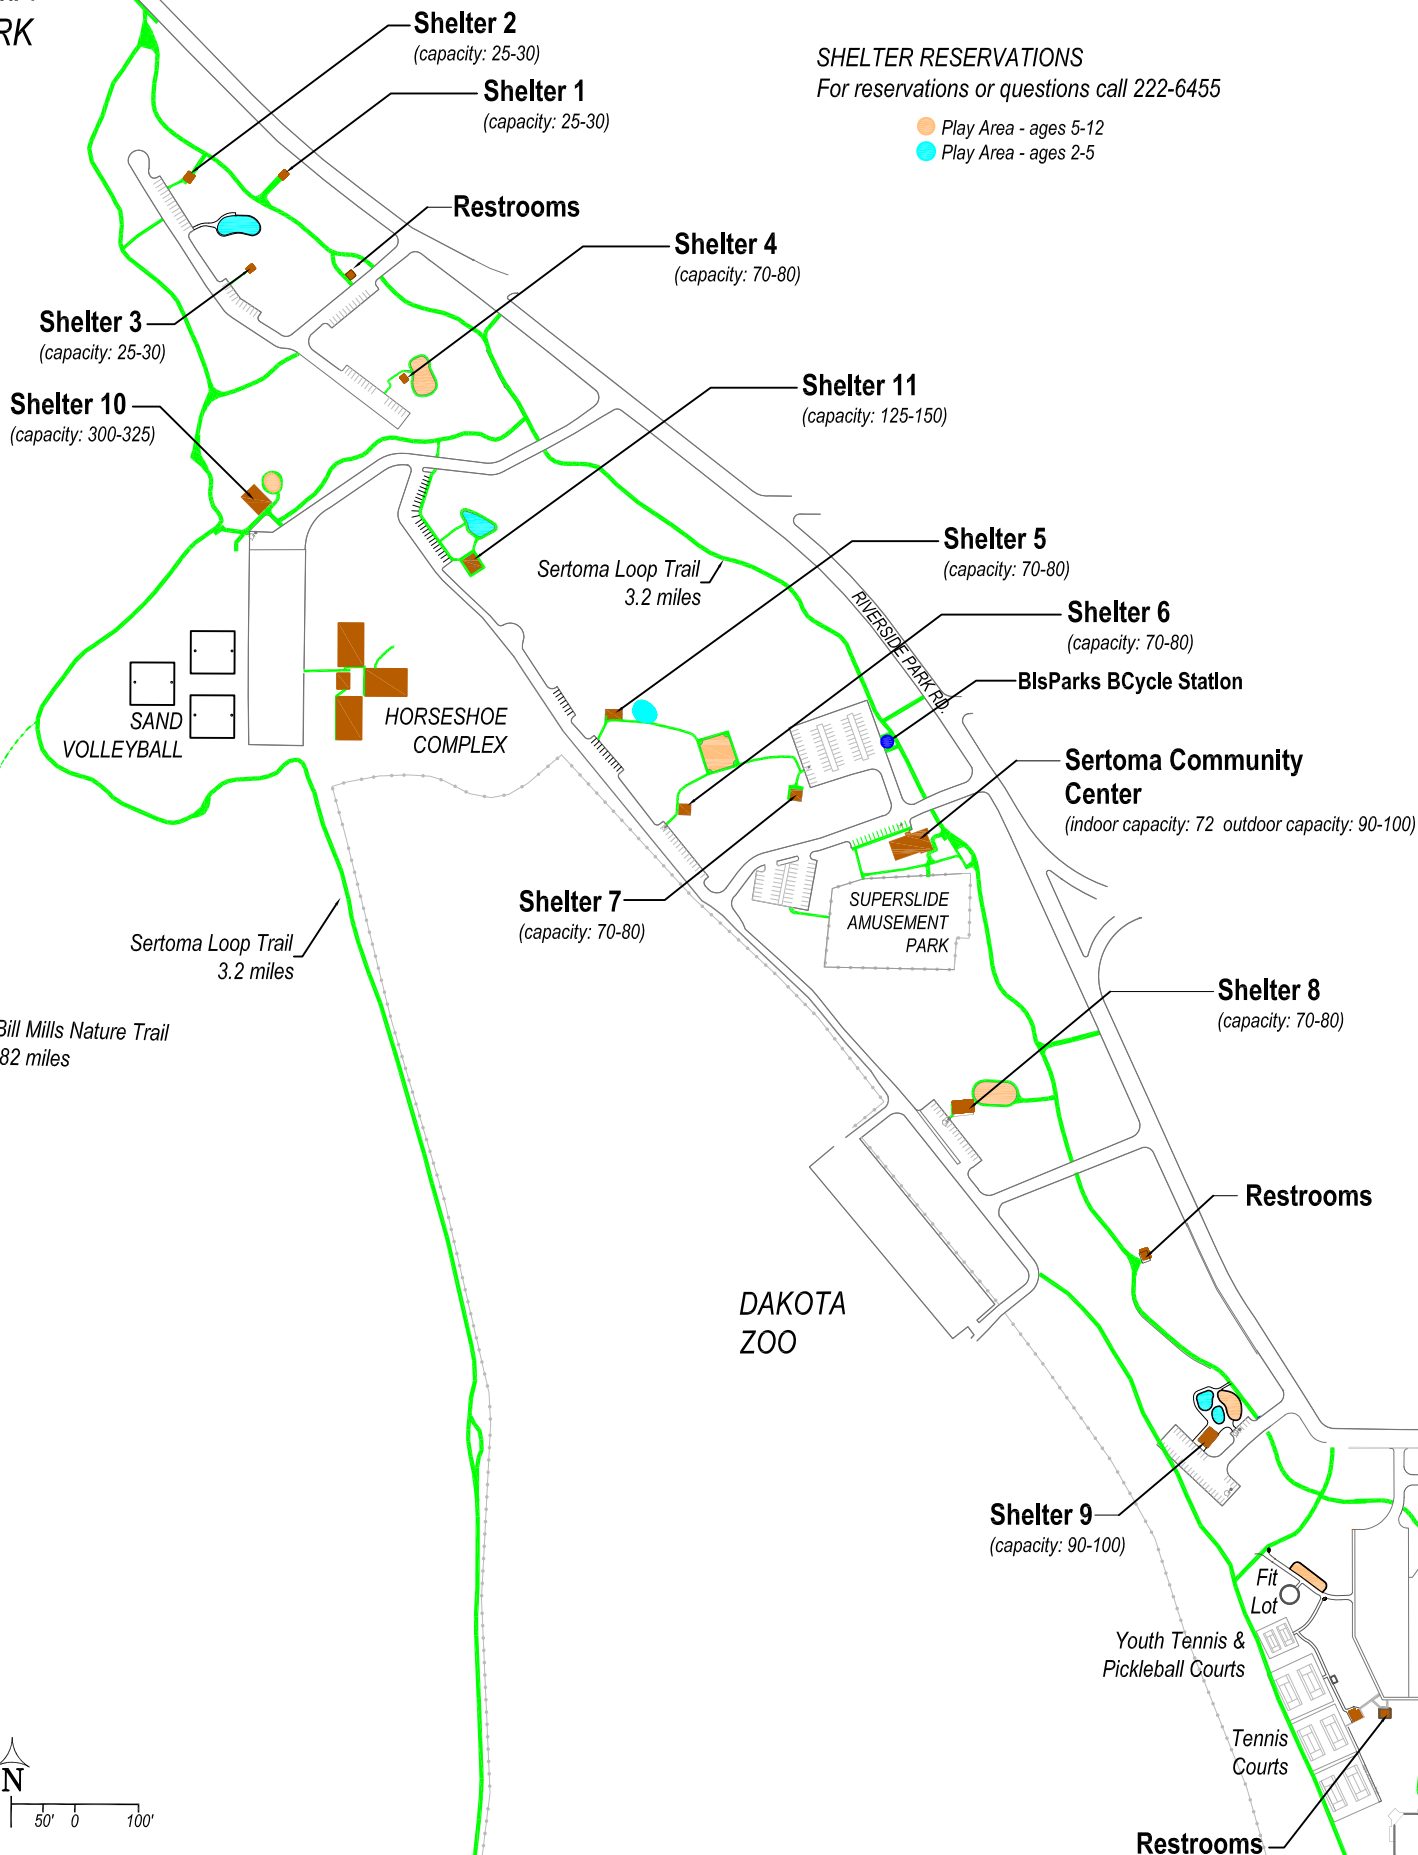 RK
Shelter 2
(capacity: 25-30)
SHELTER RESERVATIONS
For reservations or questions call 222-6455
Play Area - ages 5-12
Play Area - ages 2-5
Shelter 1
(capacity: 25-30)
Restrooms
Shelter 4
(capacity: 70-80)
Shelter 3
(capacity: 25-30)
Shelter 11
(capacity: 125-150)
Shelter 10
(capacity: 300-325)
Shelter 5
(capacity: 70-80)
Sertoma Loop Trail
3.2 miles
RIVERSIDE PARK RD.
Shelter 6
(capacity: 70-80)
BisParks BCycle Station
SAND
VOLLEYBALL
HORSESHOE
COMPLEX
Sertoma Community
Center
(indoor capacity: 72 outdoor capacity: 90-100)
Shelter 7
(capacity: 70-80)
SUPERSLIDE
AMUSEMENT
PARK
Sertoma Loop Trail
3.2 miles
Shelter 8
(capacity: 70-80)
Bill Mills Nature Trail
82 miles
Restrooms
DAKOTA
ZOO
Shelter 9
(capacity: 90-100)
Fit
Lot
Youth Tennis &
Pickleball Courts
Tennis
Courts
N
50' 0 100'
Restrooms